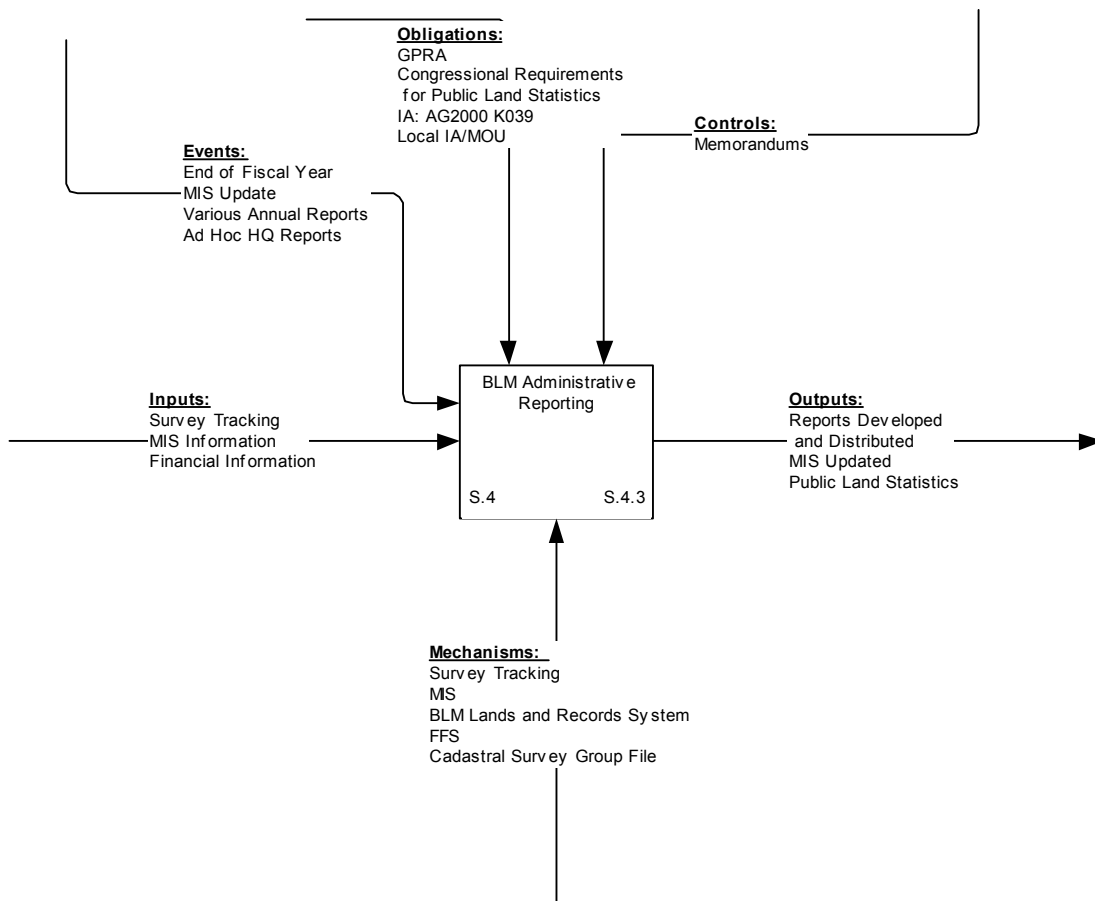 Obligations:
GPRA
Congressional Requirements
for Public Land Statistics
IA: AG2000 K039
Local IA/MOU
Controls:
Memorandums
Events:
End of Fiscal Year
MIS Update
Various Annual Reports
Ad Hoc HQ Reports
BLM Administrative
Reporting
S.4 S.4.3
Inputs:
Survey Tracking
MIS Information
Financial Information
Outputs:
Reports Developed
and Distributed
MIS Updated
Public Land Statistics
Mechanisms:
Survey Tracking
MIS
BLM Lands and Records System
FFS
Cadastral Survey Group File